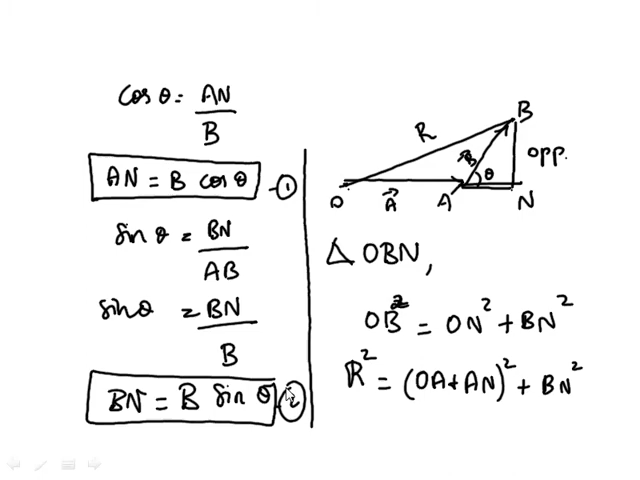 cos θ = AN
B
AN = B cos θ -1
sin θ = BN
AB
sin θ = BN
B
BN = B sin θ -2
B
R
B
opp.
θ
O
A
A
N
△ OBN,
OB² = ON² + BN²
R² = (OA + AN)² + BN²